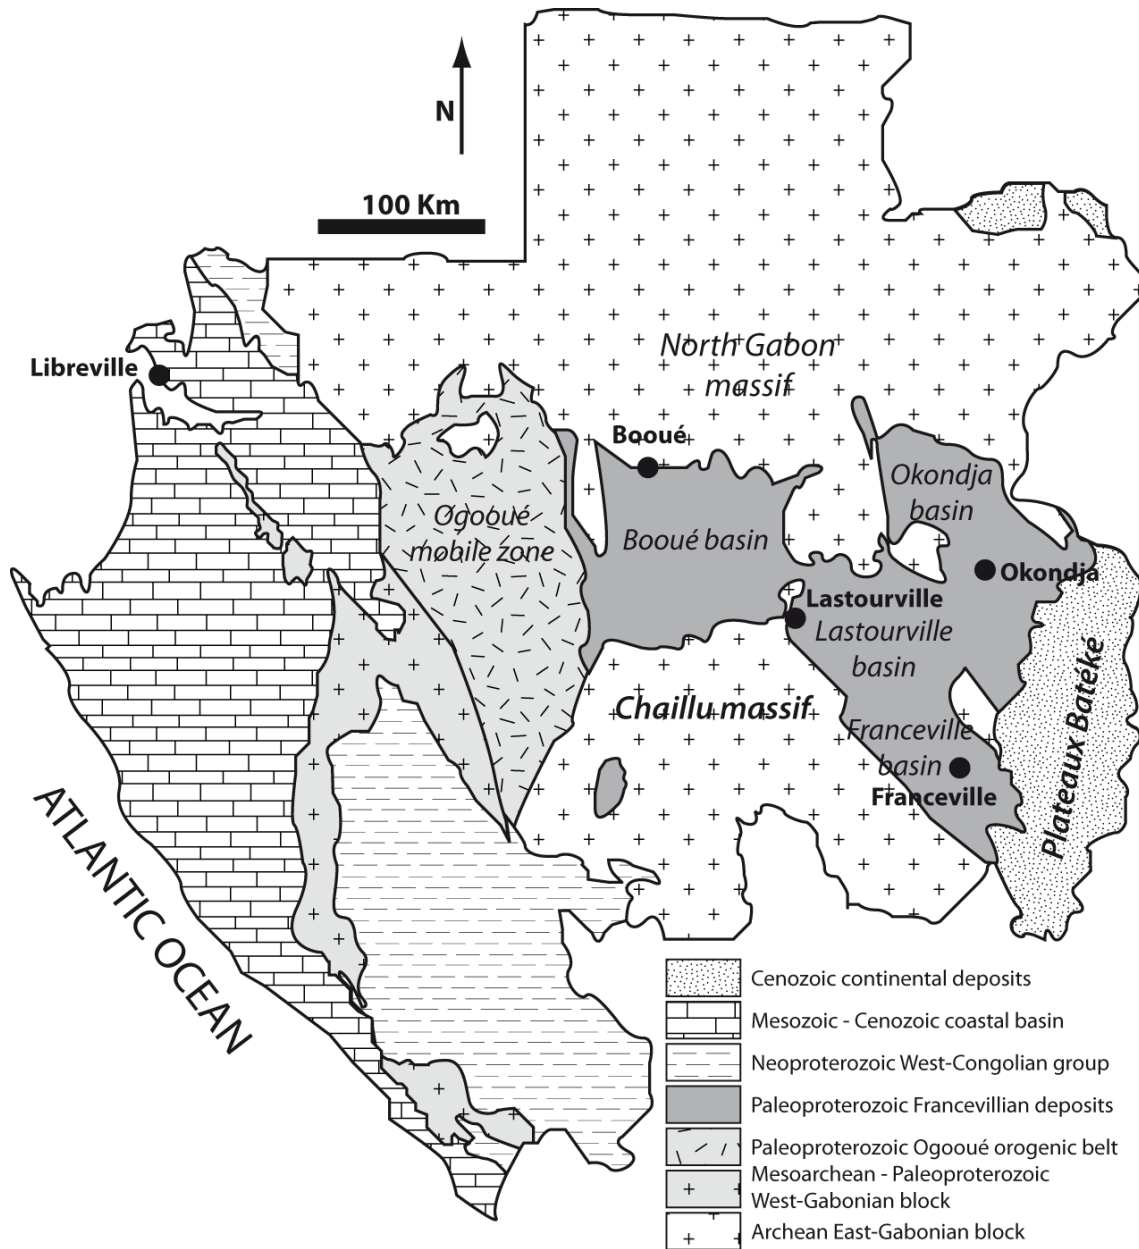 N
100 Km
Libreville
North Gabon
massif
Booué
Okondja
basin
Ogooué
mobile zone
Booué basin
Okondja
Lastourville
Lastourville
basin
Chaillu massif
Franceville
basin
Franceville
Plateaux Batéké
ATLANTIC OCEAN
Cenozoic continental deposits
Mesozoic - Cenozoic coastal basin
Neoproterozoic West-Congolian group
Paleoproterozoic Francevillian deposits
Paleoproterozoic Ogooué orogenic belt
Mesoarchean - Paleoproterozoic
West-Gabonian block
Archean East-Gabonian block